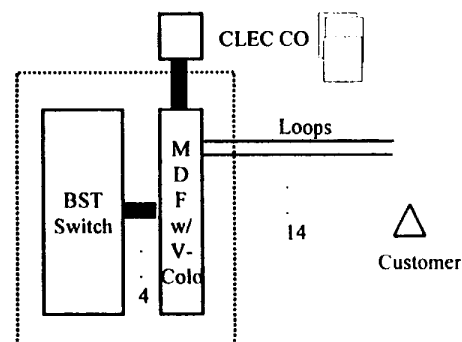 CLEC CO
Loops
M
D
F
w/
V-
Colo
BST
Switch
.
.
4
.
.
14
Customer